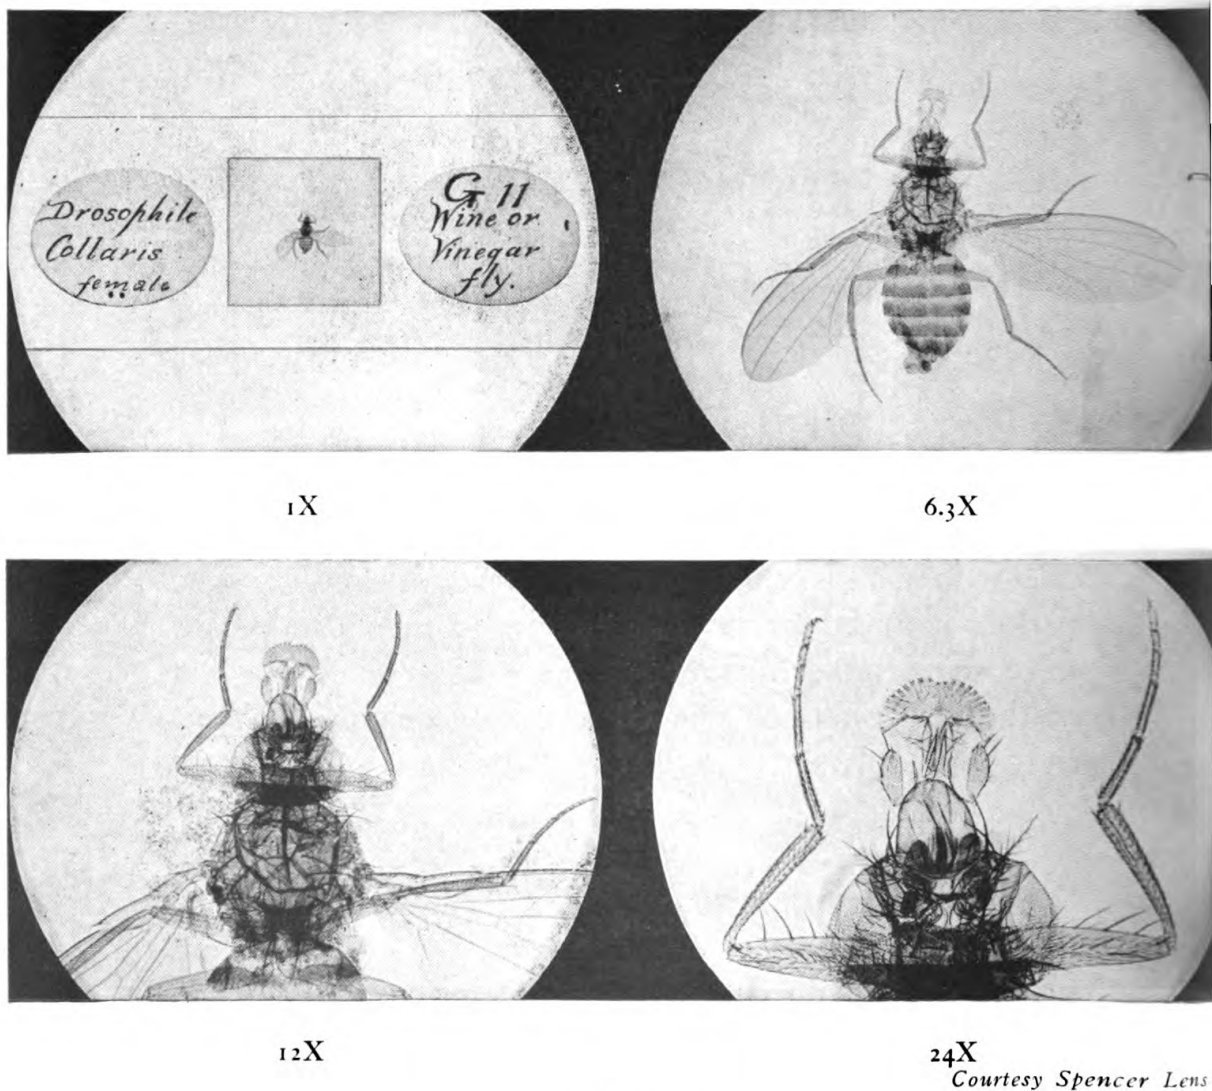 Drosophile
Collaris
female
G 11
Wine or
Vinegar
fly.
1X
6.3X
12X
24X
Courtesy Spencer Lens